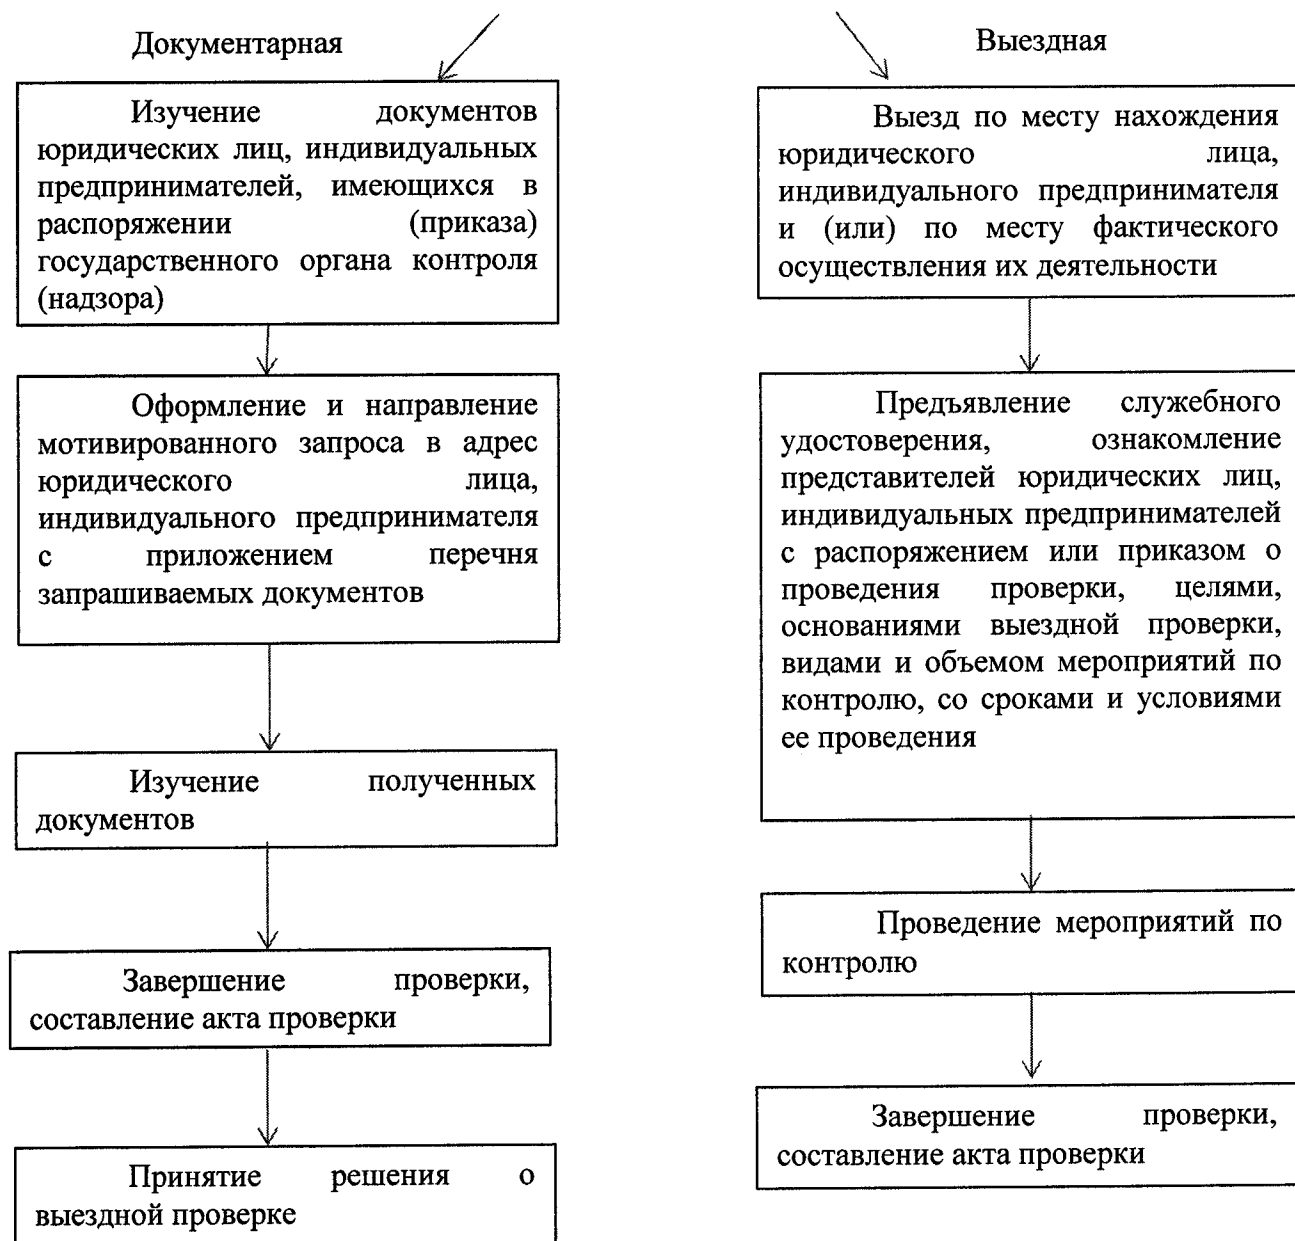 Документарная
Изучение документов
юридических лиц, индивидуальных
предпринимателей, имеющихся в
распоряжении (приказа)
государственного органа контроля
(надзора)
Оформление и направление
мотивированного запроса в адрес
юридического лица,
индивидуального предпринимателя
с приложением перечня
запрашиваемых документов
Изучение полученных
документов
Завершение проверки,
составление акта проверки
Принятие решения о
выездной проверке
Выездная
Выезд по месту нахождения
юридического лица,
индивидуального предпринимателя
и (или) по месту фактического
осуществления их деятельности
Предъявление служебного
удостоверения, ознакомление
представителей юридических лиц,
индивидуальных предпринимателей
с распоряжением или приказом о
проведения проверки, целями,
основаниями выездной проверки,
видами и объемом мероприятий по
контролю, со сроками и условиями
ее проведения
Проведение мероприятий по
контролю
Завершение проверки,
составление акта проверки